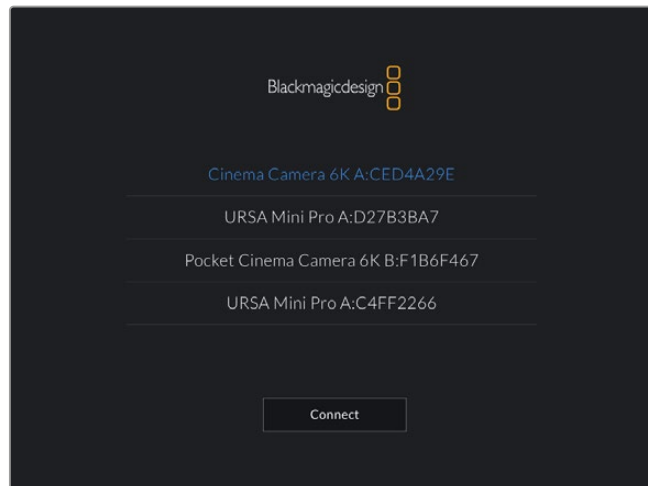 Blackmagicdesign
Cinema Camera 6K A:CED4A29E
URSA Mini Pro A:D27B3BA7
Pocket Cinema Camera 6K B:F1B6F467
URSA Mini Pro A:C4FF2266
Connect